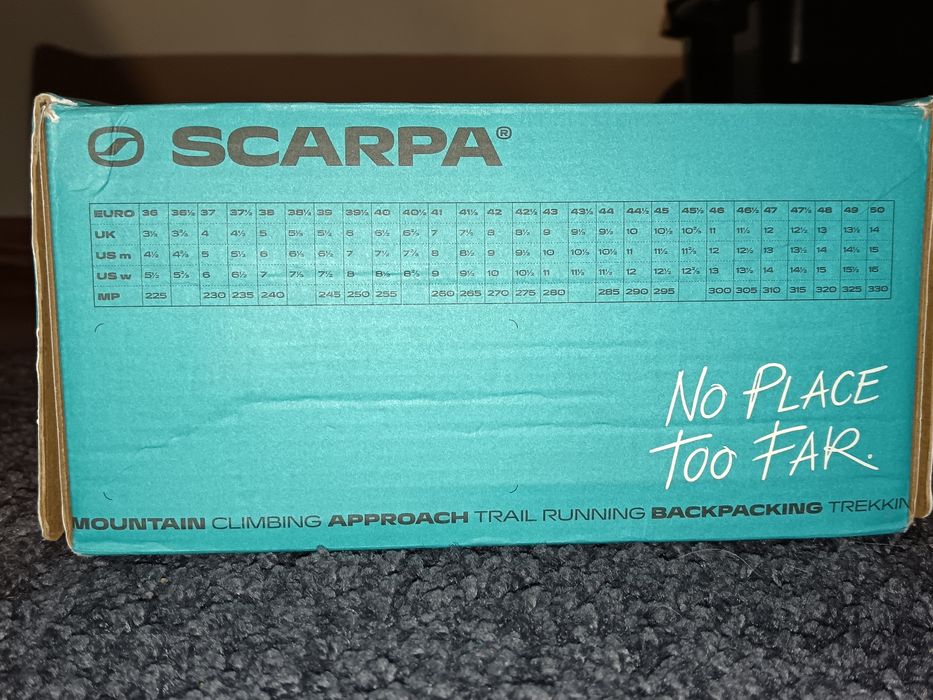 SCARPA®
EURO 36 36½ 37 37½ 38 38½ 39 39½ 40 40½ 41 41½ 42 42½ 43 43½ 44 44½ 45 45½ 46 46½ 47 47½ 48 49 50
UK 3½ 3⅔ 4 4½ 5 5⅓ 5½ 6 6½ 6⅔ 7 7½ 8 8½ 9 9⅓ 9½ 10 10½ 10⅔ 11 11½ 12 12½ 13 13½ 14
US m 4½ 4⅔ 5 5½ 6 6⅓ 6½ 7 7½ 7⅔ 8 8½ 9 9½ 10 10⅓ 10½ 11 11½ 11⅔ 12 12½ 13 13½ 14 14½ 15
US w 5½ 5⅔ 6 6½ 7 7⅓ 7½ 8 8½ 8⅔ 9 9½ 10 10½ 11 11⅓ 11½ 12 12½ 12⅔ 13 13½ 14 14½ 15 15½ 16
MP 225 230 235 240 245 250 255 260 265 270 275 280 285 290 295 300 305 310 315 320 325 330
NO PLACE
TOO FAR.
MOUNTAIN CLIMBING APPROACH TRAIL RUNNING BACKPACKING TREKKIN